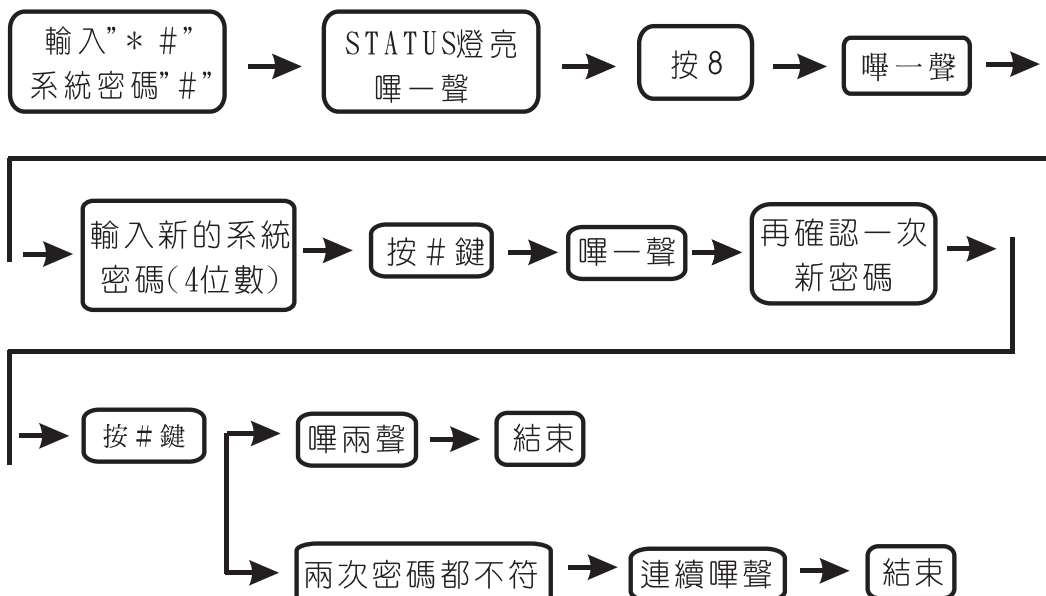 輸入”* #”
系統密碼”#”
STATUS燈亮
嗶一聲
按8
嗶一聲
輸入新的系統
密碼(4位數)
按#鍵
嗶一聲
再確認一次
新密碼
按#鍵
嗶兩聲
結束
兩次密碼都不符
連續嗶聲
結束